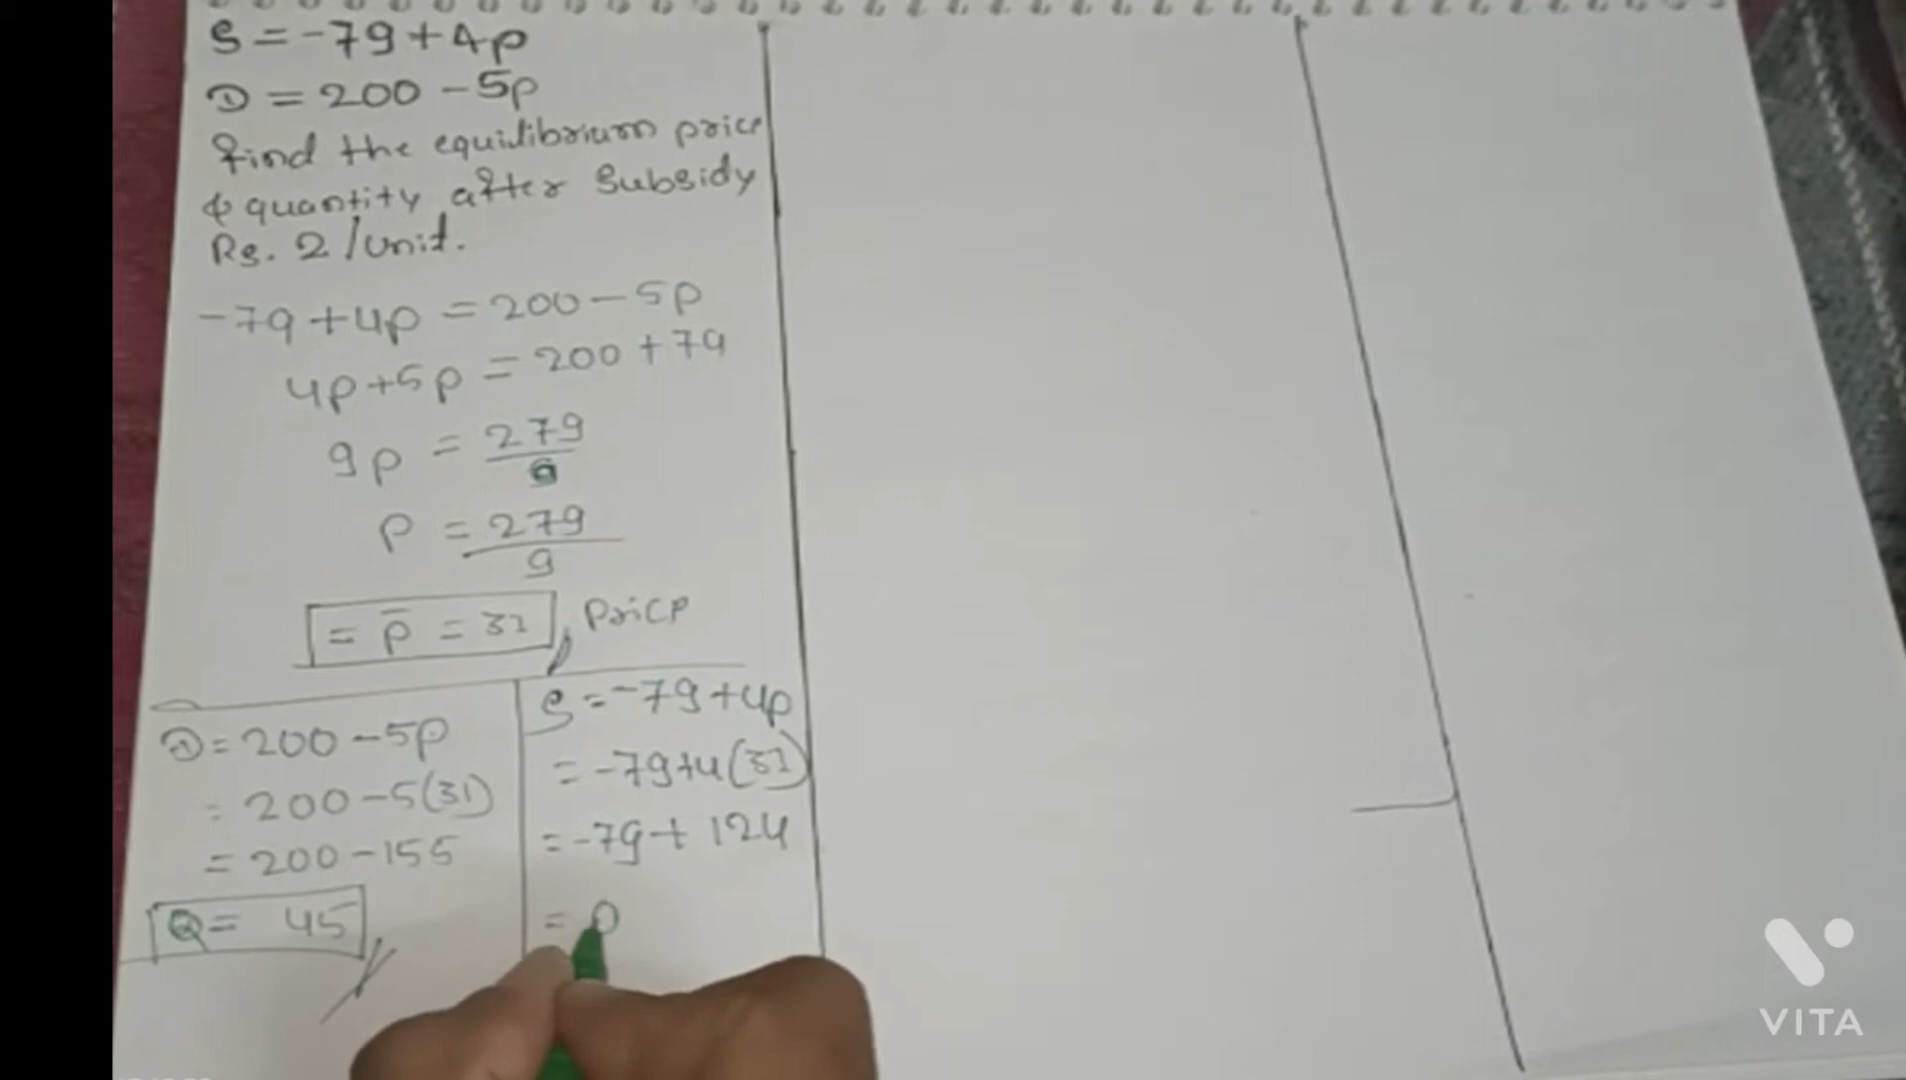 S = -79 + 4p
D = 200 - 5p
find the equilibrium price
& quantity after Subsidy
Rs. 2 / unit.
-79 + 4p = 200 - 5p
4p + 5p = 200 + 79
9p = 279/9
P = 279/9
= p̄ = 31 Price
D = 200 - 5p
= 200 - 5(31)
= 200 - 155
Q = 45
S = -79 + 4p
= -79 + 4(31)
= -79 + 124
=
VITA